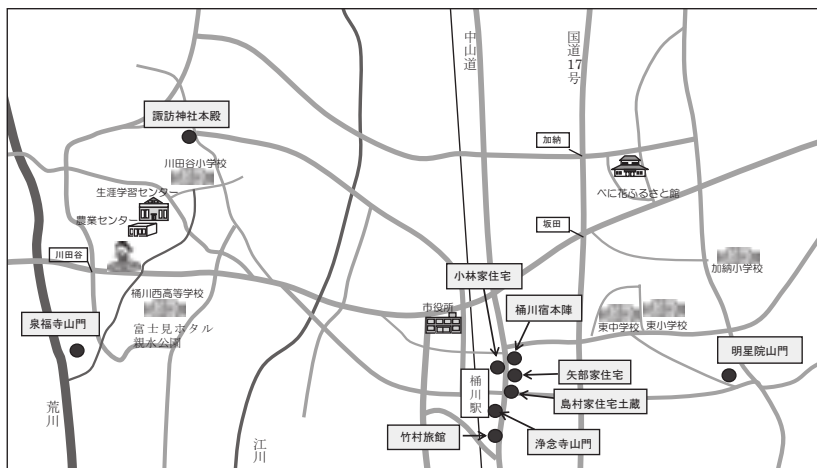 中山道
国道17号
諏訪神社本殿
川田谷小学校
加納
べに花ふるさと館
生涯学習センター
農業センター
坂田
川田谷
加納小学校
小林家住宅
桶川西高等学校
市役所
桶川宿本陣
東中学校
東小学校
泉福寺山門
富士見ホタル
親水公園
明星院山門
矢部家住宅
桶川駅
島村家住宅土蔵
荒川
江川
竹村旅館
浄念寺山門